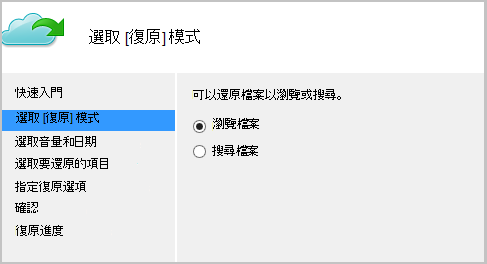 選取 [復原] 模式
快速入門
選取 [復原] 模式
選取音量和日期
選取要還原的項目
指定復原選項
確認
復原進度
可以還原檔案以瀏覽或搜尋。
瀏覽檔案
搜尋檔案